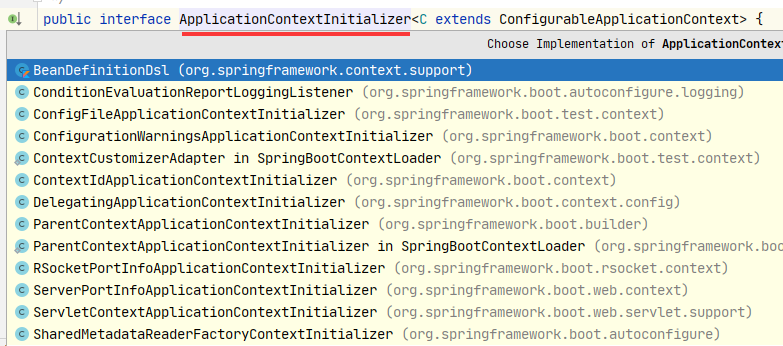 public interface ApplicationContextInitializer<C extends ConfigurableApplicationContext> {
Choose Implementation of ApplicationContext
BeanDefinitionDsl (org.springframework.context.support)
ConditionEvaluationReportLoggingListener (org.springframework.boot.autoconfigure.logging)
ConfigFileApplicationContextInitializer (org.springframework.boot.test.context)
ConfigurationWarningsApplicationContextInitializer (org.springframework.boot.context)
ContextCustomizerAdapter in SpringBootContextLoader (org.springframework.boot.test.context)
ContextIdApplicationContextInitializer (org.springframework.boot.context)
DelegatingApplicationContextInitializer (org.springframework.boot.context.config)
ParentContextApplicationContextInitializer (org.springframework.boot.builder)
ParentContextApplicationContextInitializer in SpringBootContextLoader (org.springframework.boo
RSocketPortInfoApplicationContextInitializer (org.springframework.boot.rsocket.context)
ServerPortInfoApplicationContextInitializer (org.springframework.boot.web.context)
ServletContextApplicationContextInitializer (org.springframework.boot.web.servlet.support)
SharedMetadataReaderFactoryContextInitializer (org.springframework.boot.autoconfigure)